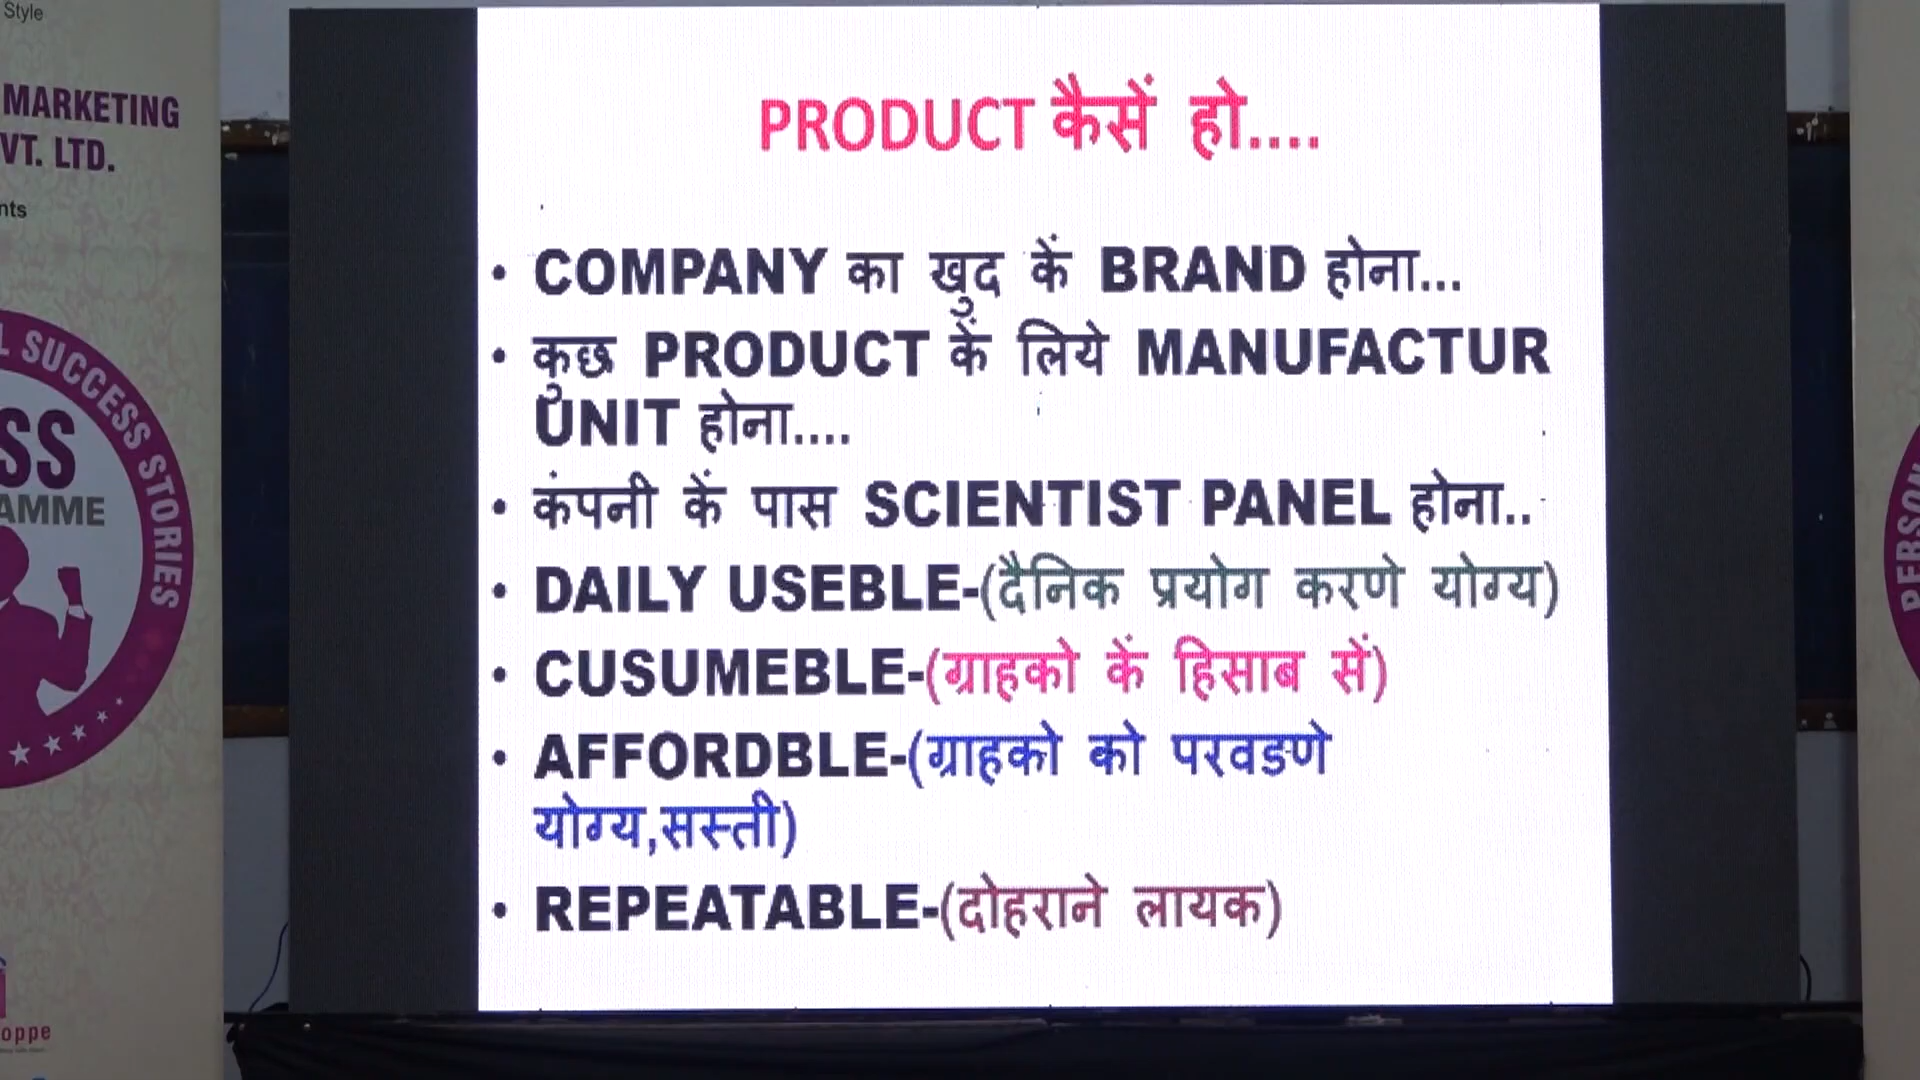 Style
MARKETING
VT. LTD.
nts
L SUCCESS STORIES
SS
AMME
oppe
PRODUCT कैसें हो....
• COMPANY का खुद कें BRAND होना...
• कुछ PRODUCT कें लिये MANUFACTUR
UNIT होना....
• कंपनी कें पास SCIENTIST PANEL होना..
• DAILY USEBLE-(दैनिक प्रयोग करणे योग्य)
• CUSUMEBLE-(ग्राहको कें हिसाब सें)
• AFFORDBLE-(ग्राहको को परवडणे
योग्य,सस्ती)
• REPEATABLE-(दोहराने लायक)
PERSON